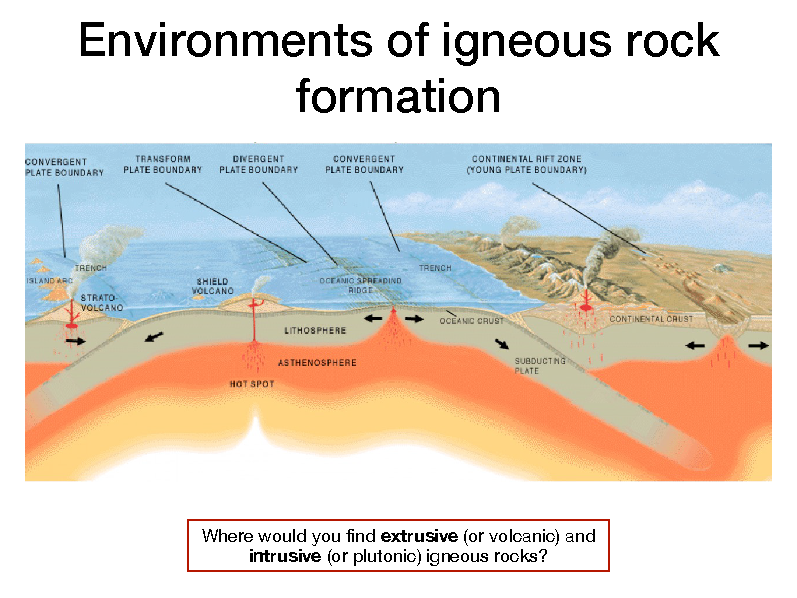 Environments of igneous rock
formation
CONVERGENT
PLATE BOUNDARY
TRANSFORM
PLATE BOUNDARY
DIVERGENT
PLATE BOUNDARY
CONVERGENT
PLATE BOUNDARY
CONTINENTAL RIFT ZONE
(YOUNG PLATE BOUNDARY)
TRENCH
ISLAND ARC
STRATO-
VOLCANO
SHIELD
VOLCANO
OCEANIC SPREADING
RIDGE
TRENCH
LITHOSPHERE
OCEANIC CRUST
CONTINENTAL CRUST
ASTHENOSPHERE
SUBDUCTING
PLATE
HOT SPOT
Where would you find extrusive (or volcanic) and
intrusive (or plutonic) igneous rocks?